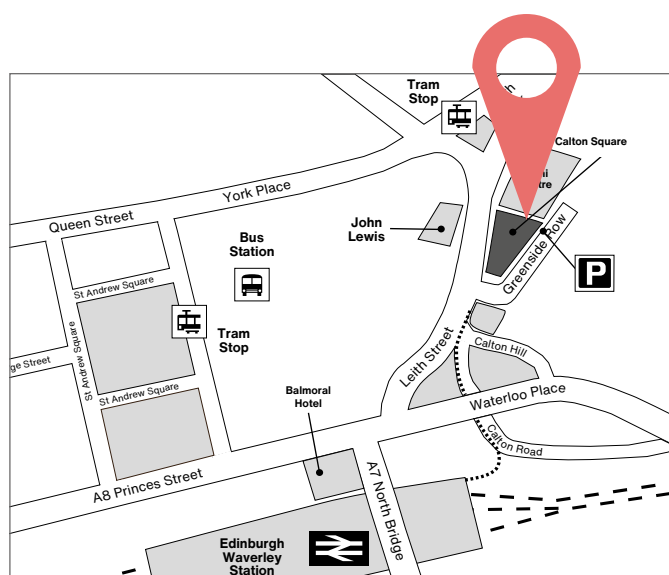 Tram
Stop
Calton Square
York Place
Queen Street
John
Lewis
Bus
Station
Greenside Row
P
St Andrew Square
Tram
Stop
St Andrew Square
Leith Street
Calton Hill
St Andrew Square
Balmoral
Hotel
Waterloo Place
Calton Road
A8 Princes Street
A7 North Bridge
Edinburgh
Waverley
Station